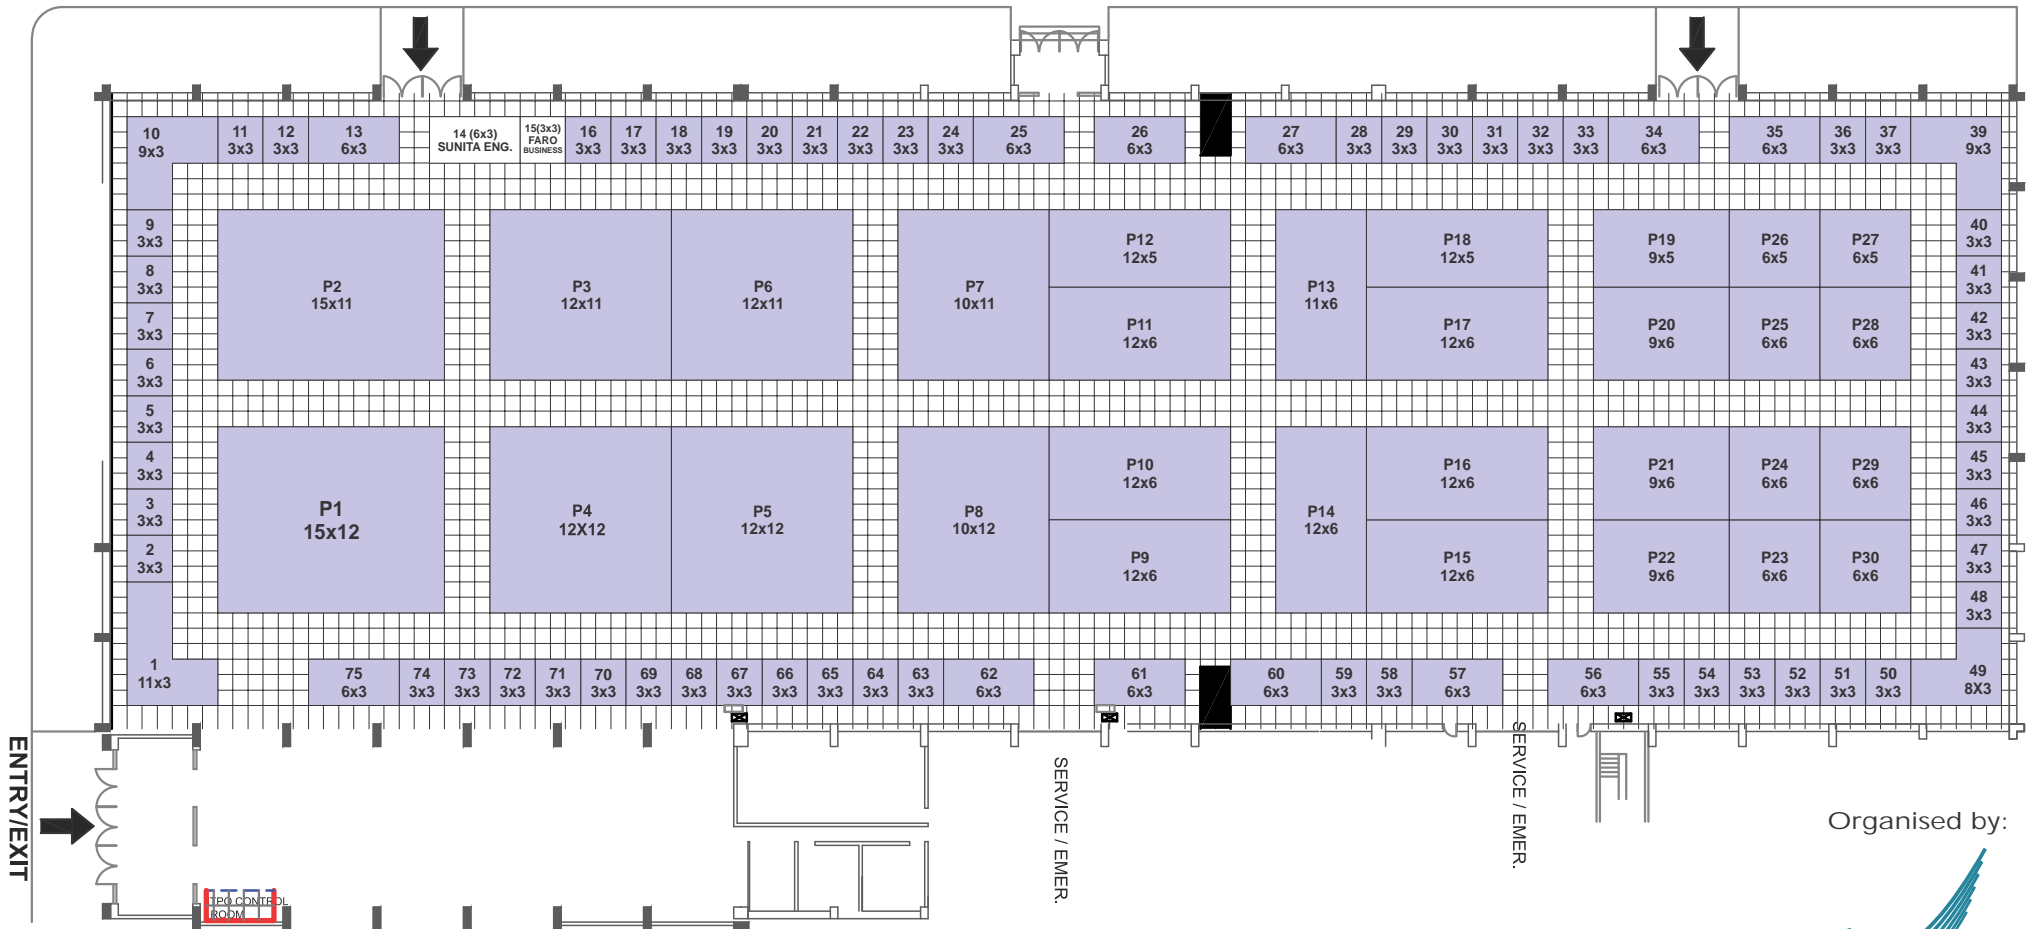 10
9x3
11
3x3
12
3x3
13
6x3
14 (6x3)
SUNITA ENG.
15(3x3)
FARO
BUSINESS
16
3x3
17
3x3
18
3x3
19
3x3
20
3x3
21
3x3
22
3x3
23
3x3
24
3x3
25
6x3
26
6x3
27
6x3
28
3x3
29
3x3
30
3x3
31
3x3
32
3x3
33
3x3
34
6x3
35
6x3
36
3x3
37
3x3
39
9x3
9
3x3
8
3x3
7
3x3
6
3x3
5
3x3
4
3x3
3
3x3
2
3x3
1
11x3
P2
15x11
P3
12x11
P6
12x11
P7
10x11
P12
12x5
P11
12x6
P13
11x6
P18
12x5
P17
12x6
P19
9x5
P26
6x5
P27
6x5
P20
9x6
P25
6x6
P28
6x6
40
3x3
41
3x3
42
3x3
43
3x3
44
3x3
45
3x3
46
3x3
47
3x3
48
3x3
49
8X3
P1
15x12
P4
12X12
P5
12x12
P8
10x12
P10
12x6
P9
12x6
P14
12x6
P16
12x6
P15
12x6
P21
9x6
P24
6x6
P29
6x6
P22
9x6
P23
6x6
P30
6x6
75
6x3
74
3x3
73
3x3
72
3x3
71
3x3
70
3x3
69
3x3
68
3x3
67
3x3
66
3x3
65
3x3
64
3x3
63
3x3
62
6x3
61
6x3
60
6x3
59
3x3
58
3x3
57
6x3
56
6x3
55
3x3
54
3x3
53
3x3
52
3x3
51
3x3
50
3x3
ENTRY/EXIT
SERVICE / EMER.
SERVICE / EMER.
TPO CONTROL
ROOM
Organised by: